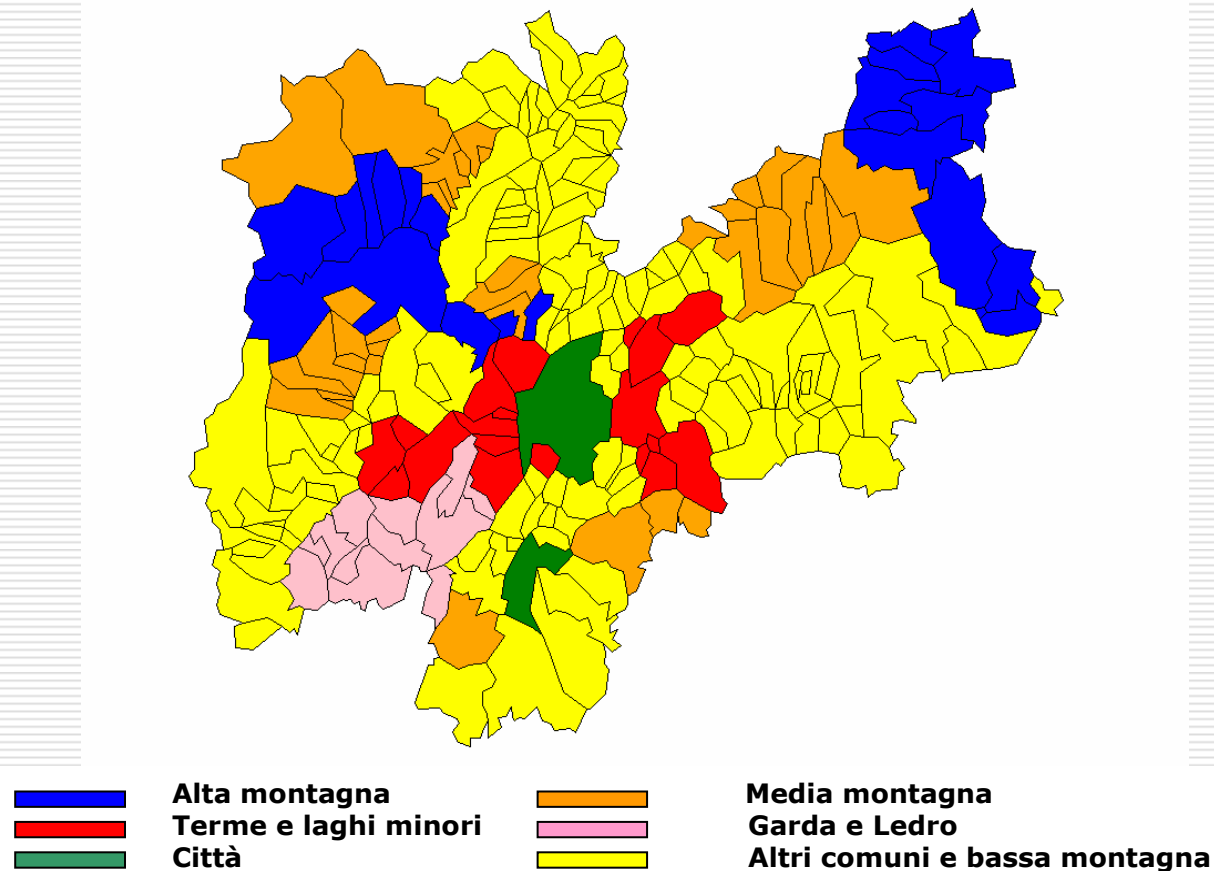 Alta montagna
Media montagna
Terme e laghi minori
Garda e Ledro
Città
Altri comuni e bassa montagna